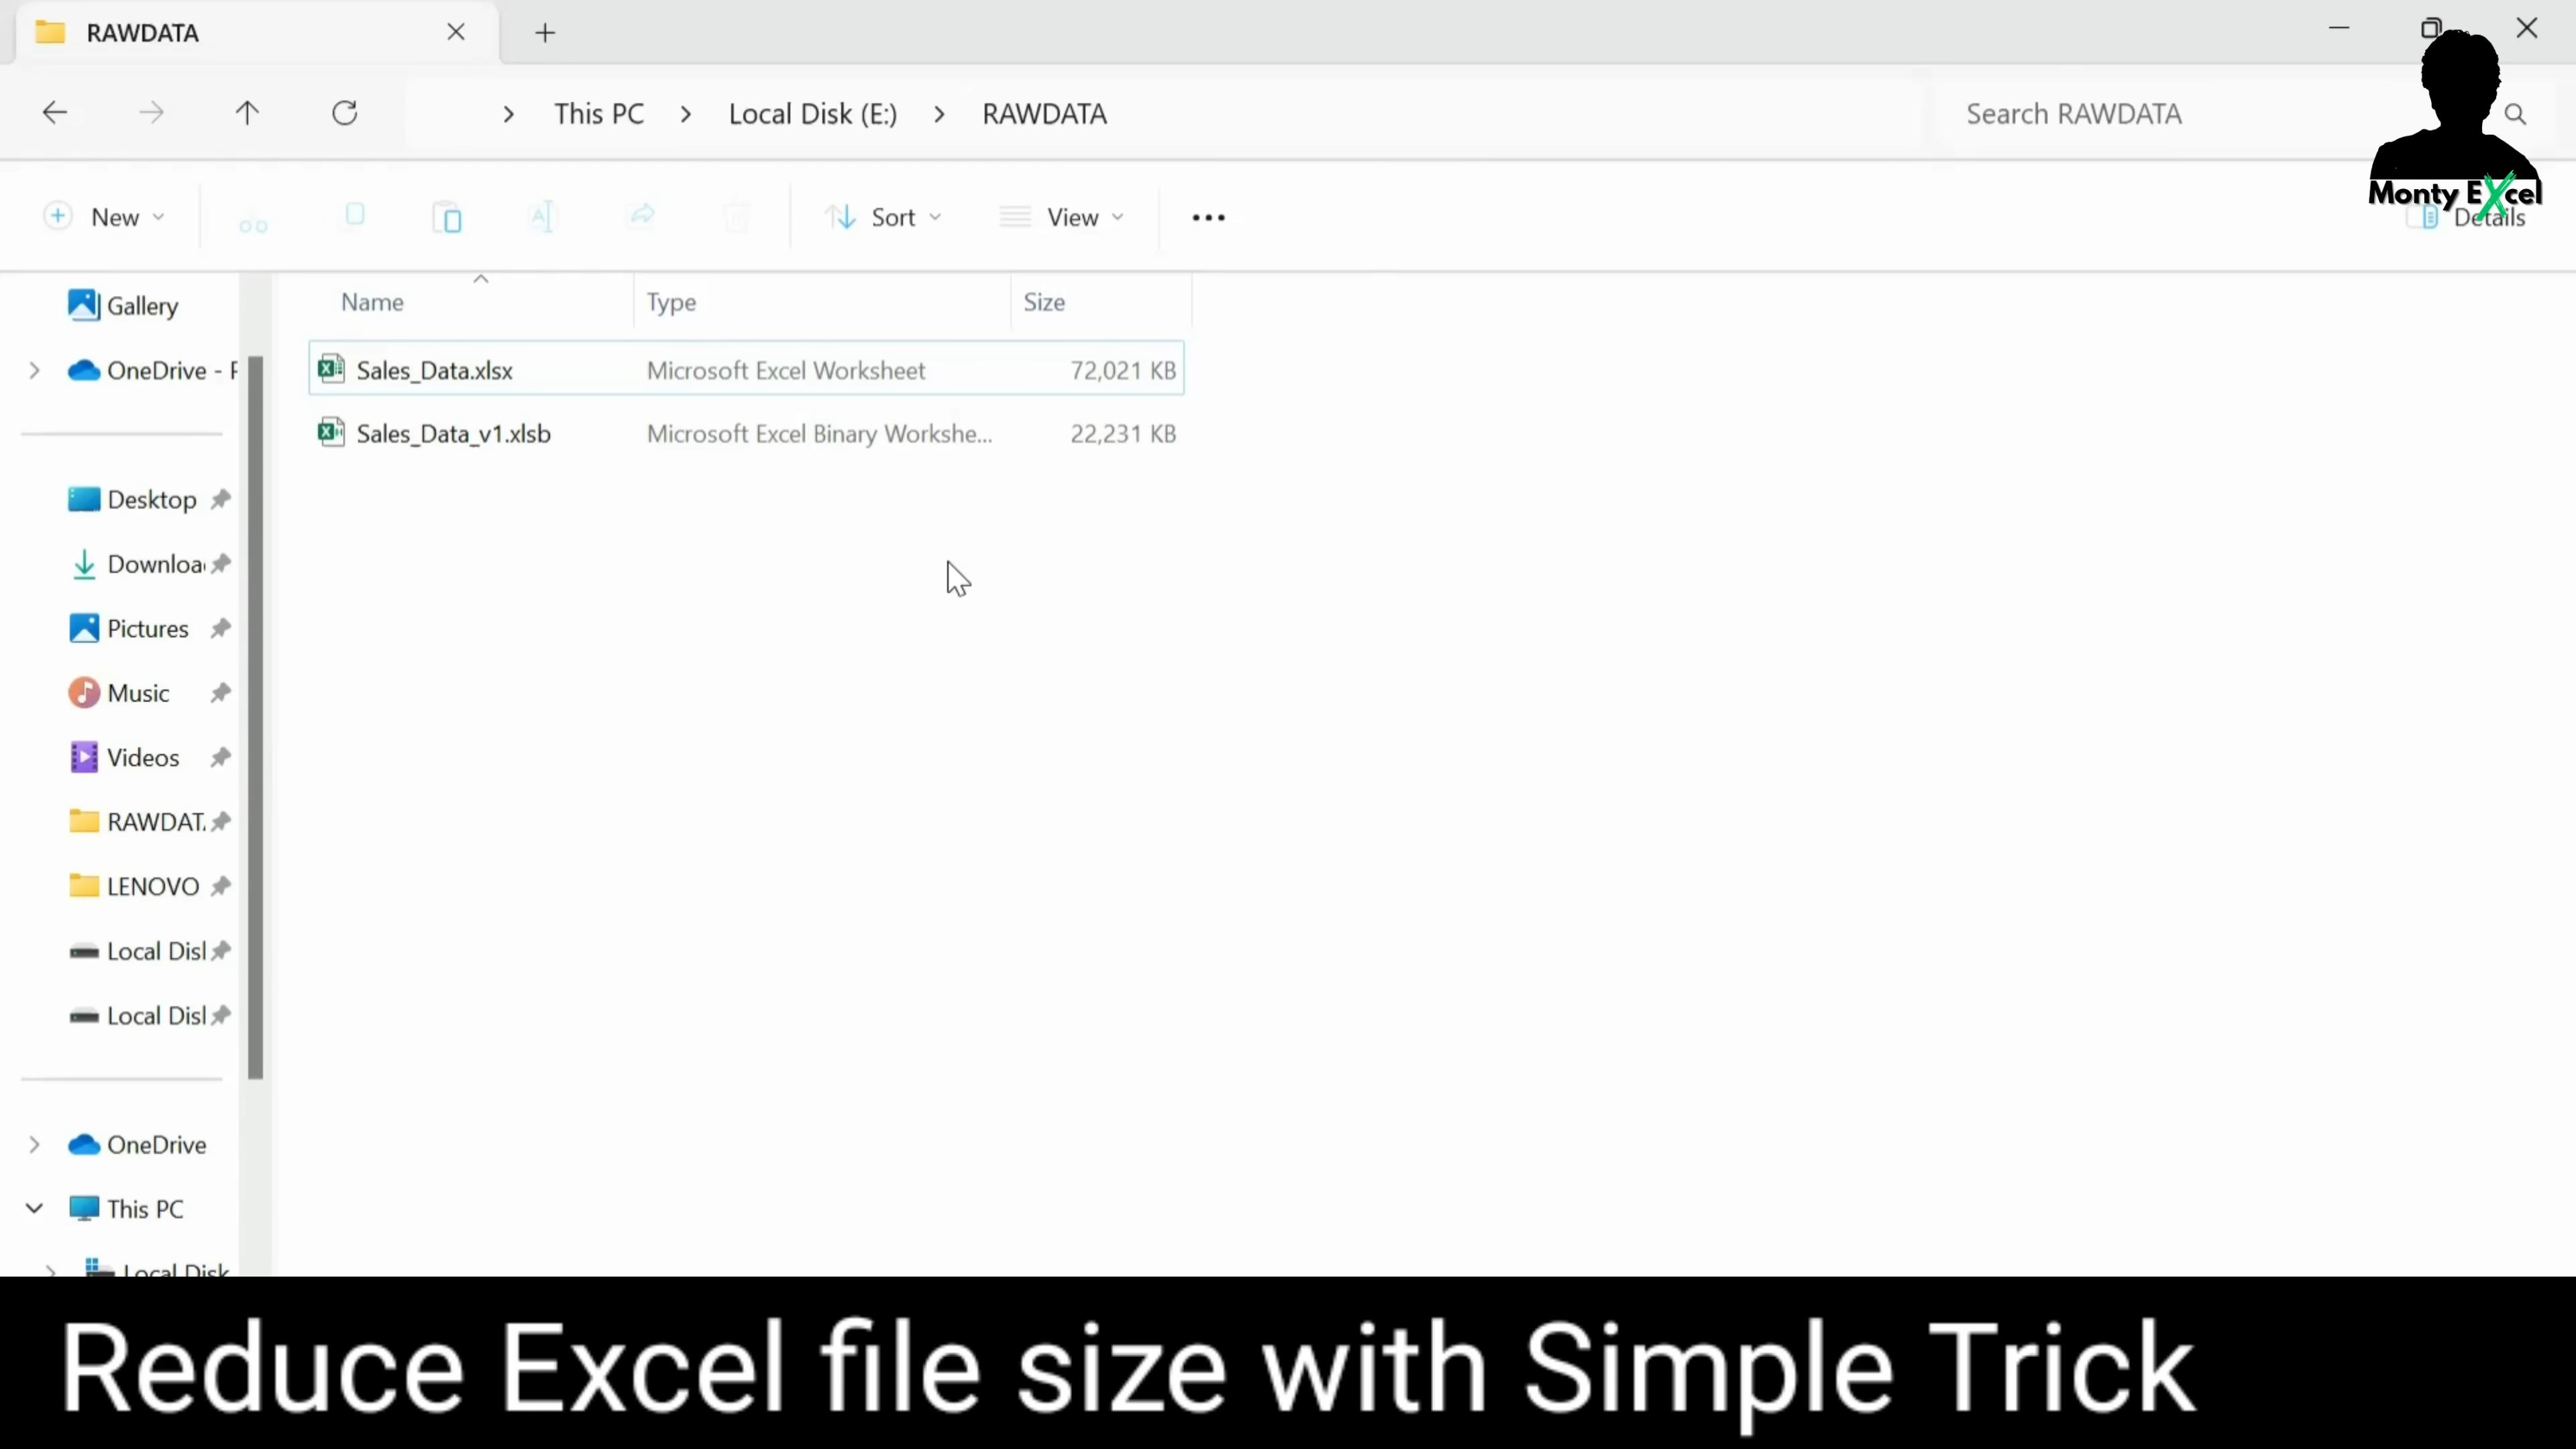 RAWDATA
This PC > Local Disk (E:) > RAWDATA
Search RAWDATA
Monty Excel
New
Sort
View
Details
Name Type Size
Sales_Data.xlsx Microsoft Excel Worksheet 72,021 KB
Sales_Data_v1.xlsb Microsoft Excel Binary Workshe... 22,231 KB
Gallery
OneDrive -
Desktop
Downloa
Pictures
Music
Videos
RAWDAT
LENOVO
Local Disl
Local Disl
OneDrive
This PC
Local Disk
Reduce Excel file size with Simple Trick